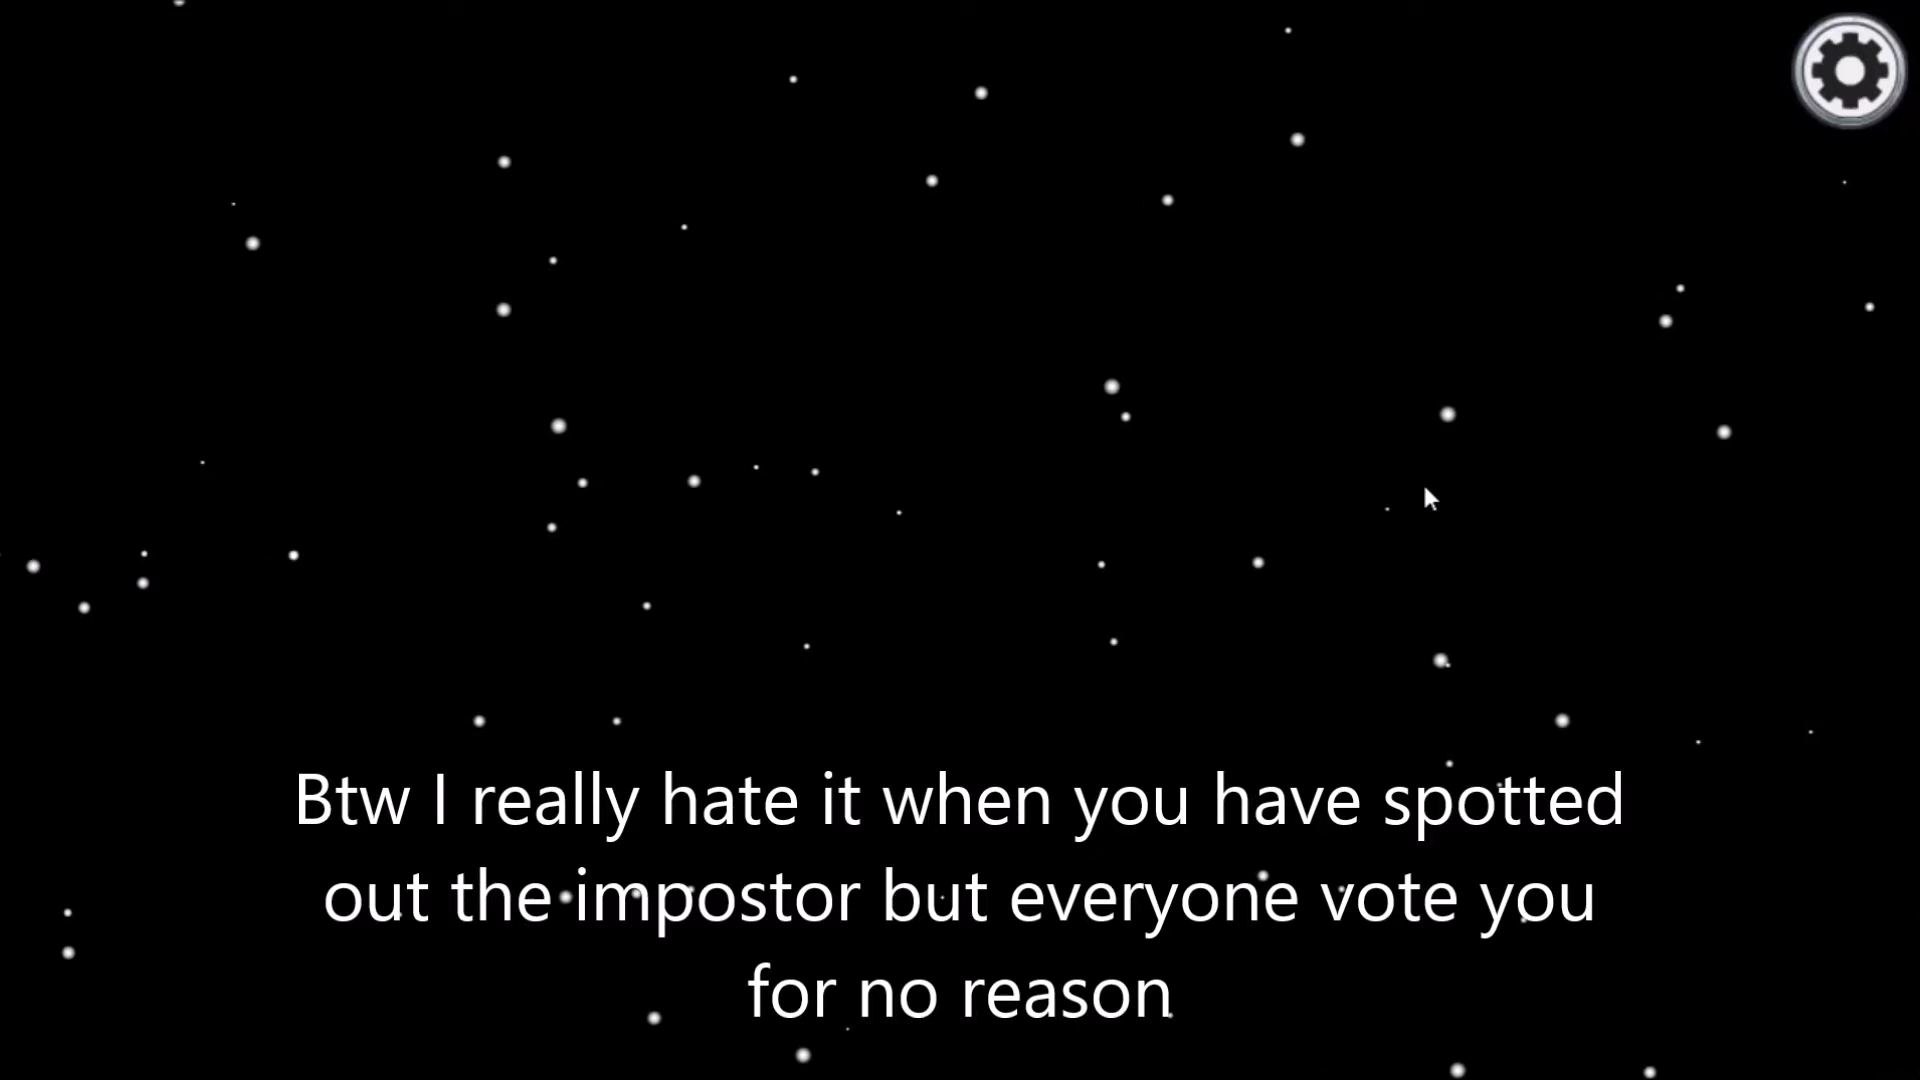 Btw I really hate it when you have spotted
out the impostor but everyone vote you
for no reason